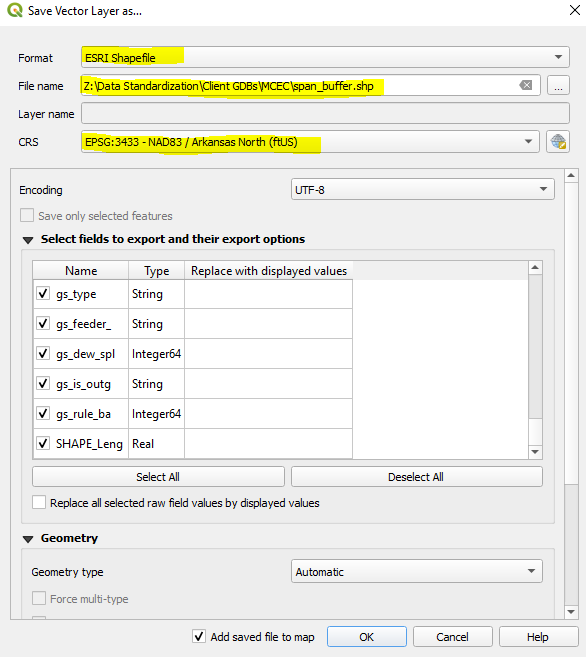 Save Vector Layer as...
Format
ESRI Shapefile
File name
Z:\Data Standardization\Client GDBs\MCEC\span_buffer.shp
...
Layer name
CRS
EPSG:3433 - NAD83 / Arkansas North (ftUS)
Encoding
UTF-8
Save only selected features
Select fields to export and their export options
Name Type Replace with displayed values
gs_type String
gs_feeder_ String
gs_dew_spl Integer64
gs_is_outg String
gs_rule_ba Integer64
SHAPE_Leng Real
Select All Deselect All
Replace all selected raw field values by displayed values
Geometry
Geometry type
Automatic
Force multi-type
Add saved file to map OK Cancel Help